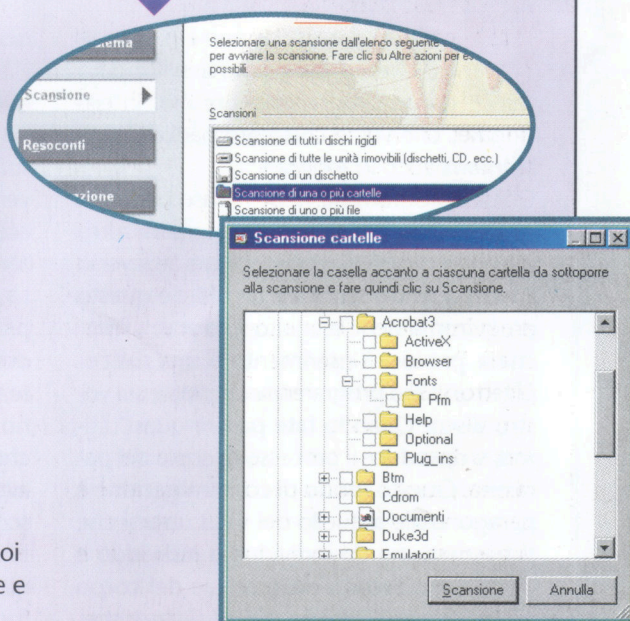 Selezionare una scansione dall'elenco seguente
per avviare la scansione. Fare clic su Altre azioni per
possibili.
Scansione
Scansioni
Resoconti
Scansione di tutti i dischi rigidi
Scansione di tutte le unità rimovibili (dischetti, CD, ecc.)
Scansione di un dischetto
Scansione di una o più cartelle
Scansione di uno o più file
Scansione cartelle
Selezionare la casella accanto a ciascuna cartella da sottoporre
alla scansione e fare quindi clic su Scansione.
Acrobat3
ActiveX
Browser
Fonts
Pfm
Help
Optional
Plug_ins
Btm
Cdrom
Documenti
Duke3d
Emulatori
Scansione Annulla
oi
e e